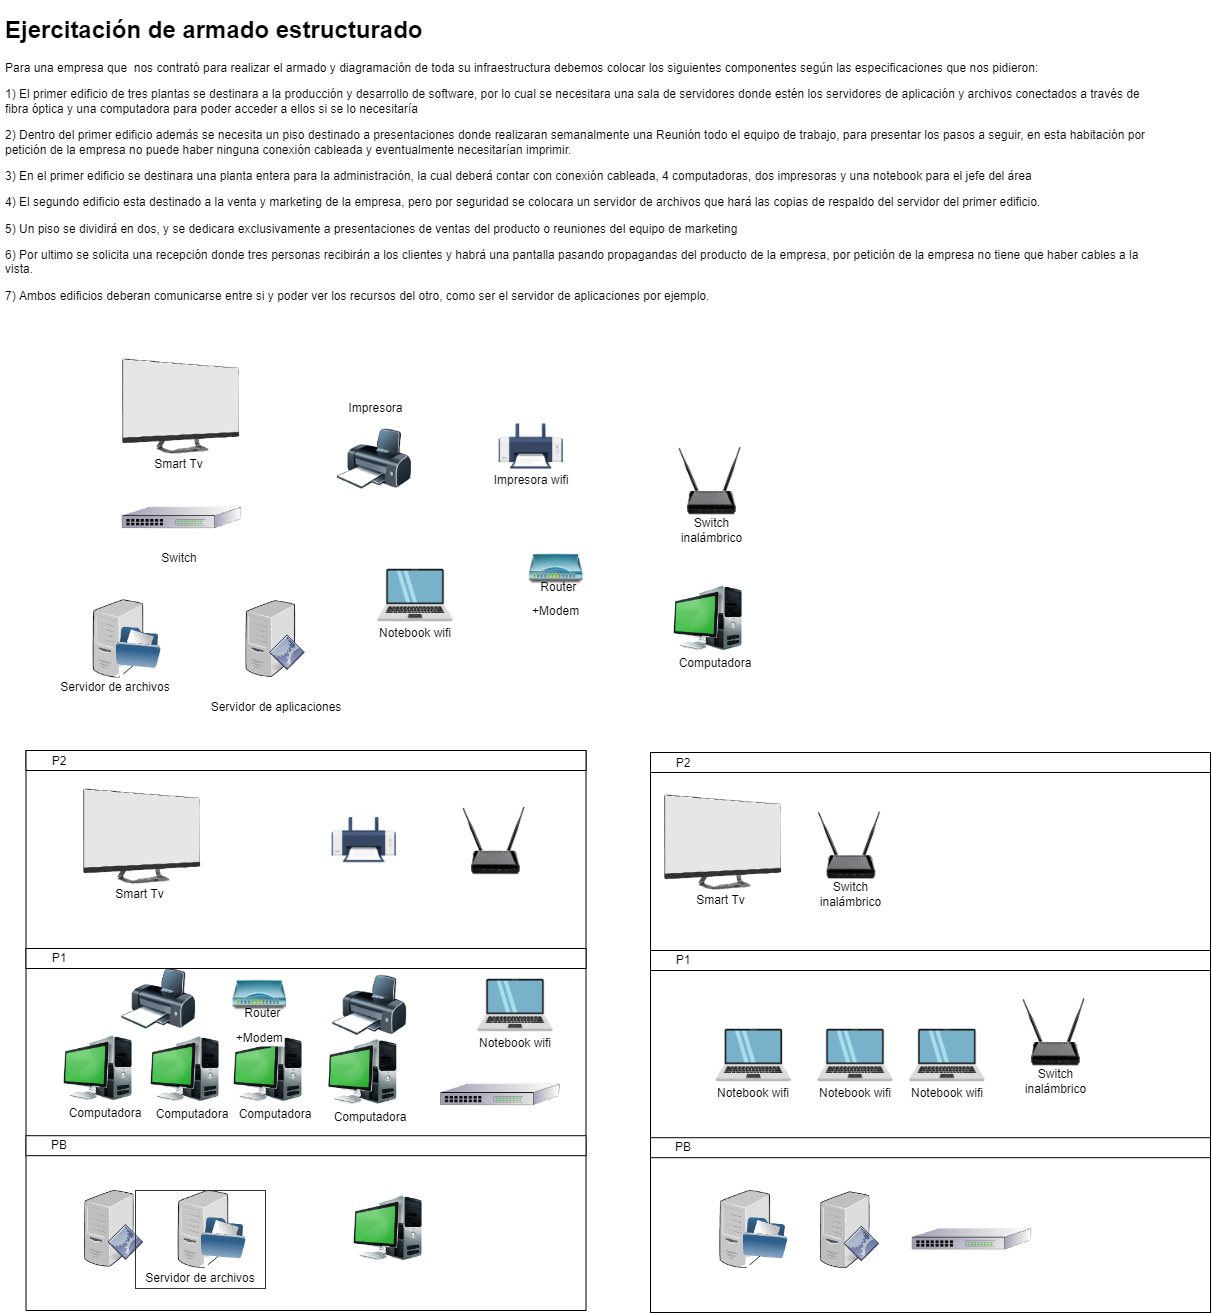 Ejercitación de armado estructurado
Para una empresa que  nos contrató para realizar el armado y diagramación de toda su infraestructura debemos colocar los siguientes componentes según las especificaciones que nos pidieron:
1) El primer edificio de tres plantas se destinara a la producción y desarrollo de software, por lo cual se necesitara una sala de servidores donde estén los servidores de aplicación y archivos conectados a través de
fibra óptica y una computadora para poder acceder a ellos si se lo necesitaría
2) Dentro del primer edificio además se necesita un piso destinado a presentaciones donde realizaran semanalmente una Reunión todo el equipo de trabajo, para presentar los pasos a seguir, en esta habitación por
petición de la empresa no puede haber ninguna conexión cableada y eventualmente necesitarían imprimir.
3) En el primer edificio se destinara una planta entera para la administración, la cual deberá contar con conexión cableada, 4 computadoras, dos impresoras y una notebook para el jefe del área
4) El segundo edificio esta destinado a la venta y marketing de la empresa, pero por seguridad se colocara un servidor de archivos que hará las copias de respaldo del servidor del primer edificio.
5) Un piso se dividirá en dos, y se dedicara exclusivamente a presentaciones de ventas del producto o reuniones del equipo de marketing
6) Por ultimo se solicita una recepción donde tres personas recibirán a los clientes y habrá una pantalla pasando propagandas del producto de la empresa, por petición de la empresa no tiene que haber cables a la
vista.
7) Ambos edificios deberan comunicarse entre si y poder ver los recursos del otro, como ser el servidor de aplicaciones por ejemplo.
Impresora
Smart Tv
Impresora wifi
Switch
inalámbrico
Switch
Router
+Modem
Notebook wifi
Computadora
Servidor de archivos
Servidor de aplicaciones
P2
Smart Tv
P1
Router
+Modem
Notebook wifi
Computadora
Computadora
Computadora
Computadora
PB
Servidor de archivos
P2
Switch
inalámbrico
Smart Tv
P1
Switch
inalámbrico
Notebook wifi
Notebook wifi
Notebook wifi
PB